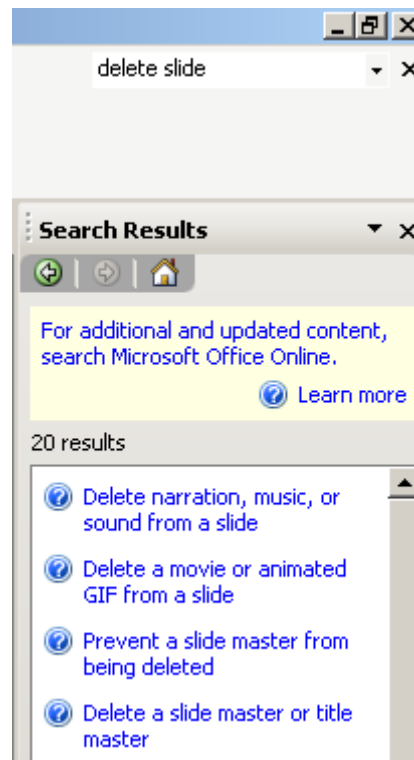 delete slide
Search Results
For additional and updated content,
search Microsoft Office Online.
Learn more
20 results
Delete narration, music, or
sound from a slide
Delete a movie or animated
GIF from a slide
Prevent a slide master from
being deleted
Delete a slide master or title
master